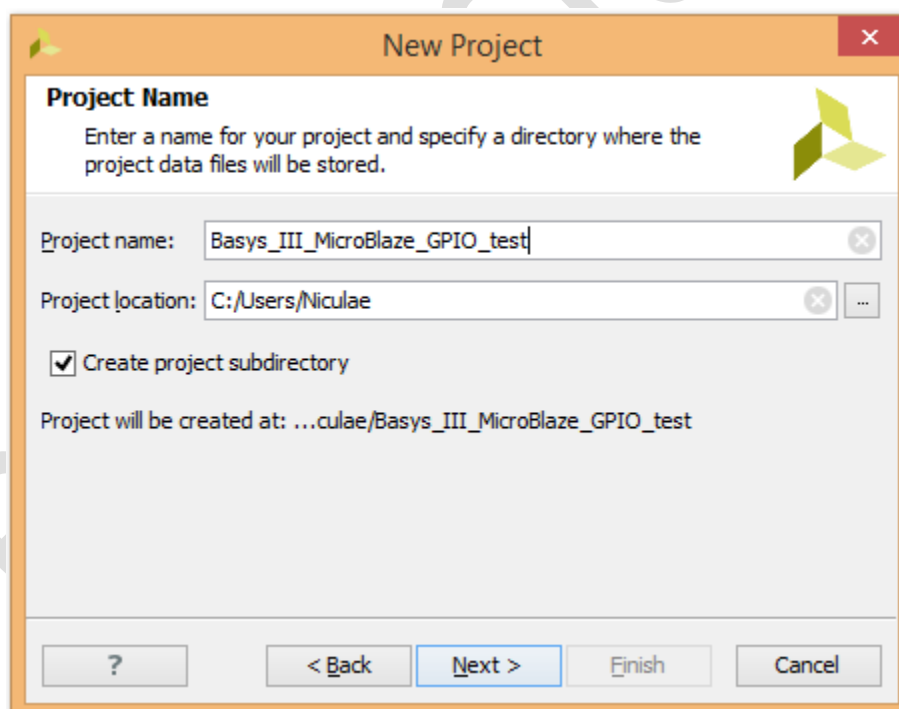 New Project
Project Name
Enter a name for your project and specify a directory where the
project data files will be stored.
Project name: Basys_III_MicroBlaze_GPIO_test
Project location: C:/Users/Niculae ...
Create project subdirectory
Project will be created at: ...culae/Basys_III_MicroBlaze_GPIO_test
? < Back Next > Finish Cancel